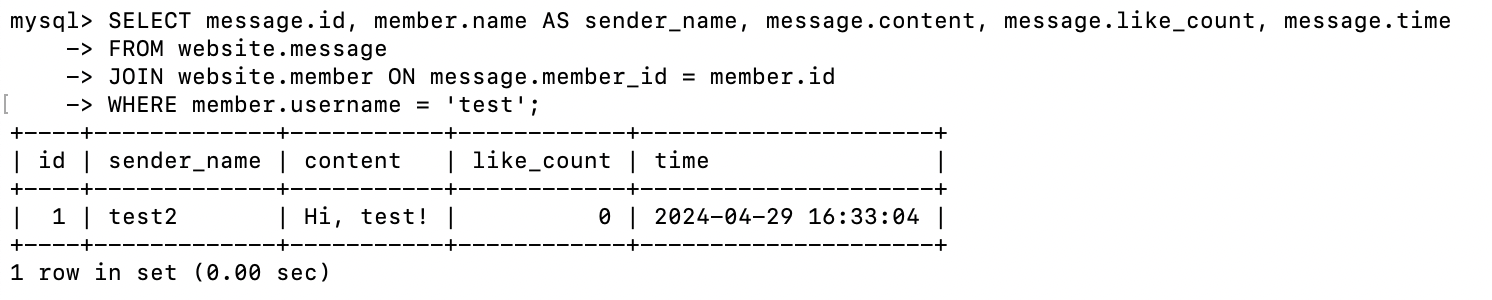 mysql> SELECT message.id, member.name AS sender_name, message.content, message.like_count, message.time
    -> FROM website.message
    -> JOIN website.member ON message.member_id = member.id
[    -> WHERE member.username = 'test';
+----+-------------+-----------+------------+---------------------+
| id | sender_name | content   | like_count | time                |
+----+-------------+-----------+------------+---------------------+
|  1 | test2       | Hi, test! |          0 | 2024-04-29 16:33:04 |
+----+-------------+-----------+------------+---------------------+
1 row in set (0.00 sec)